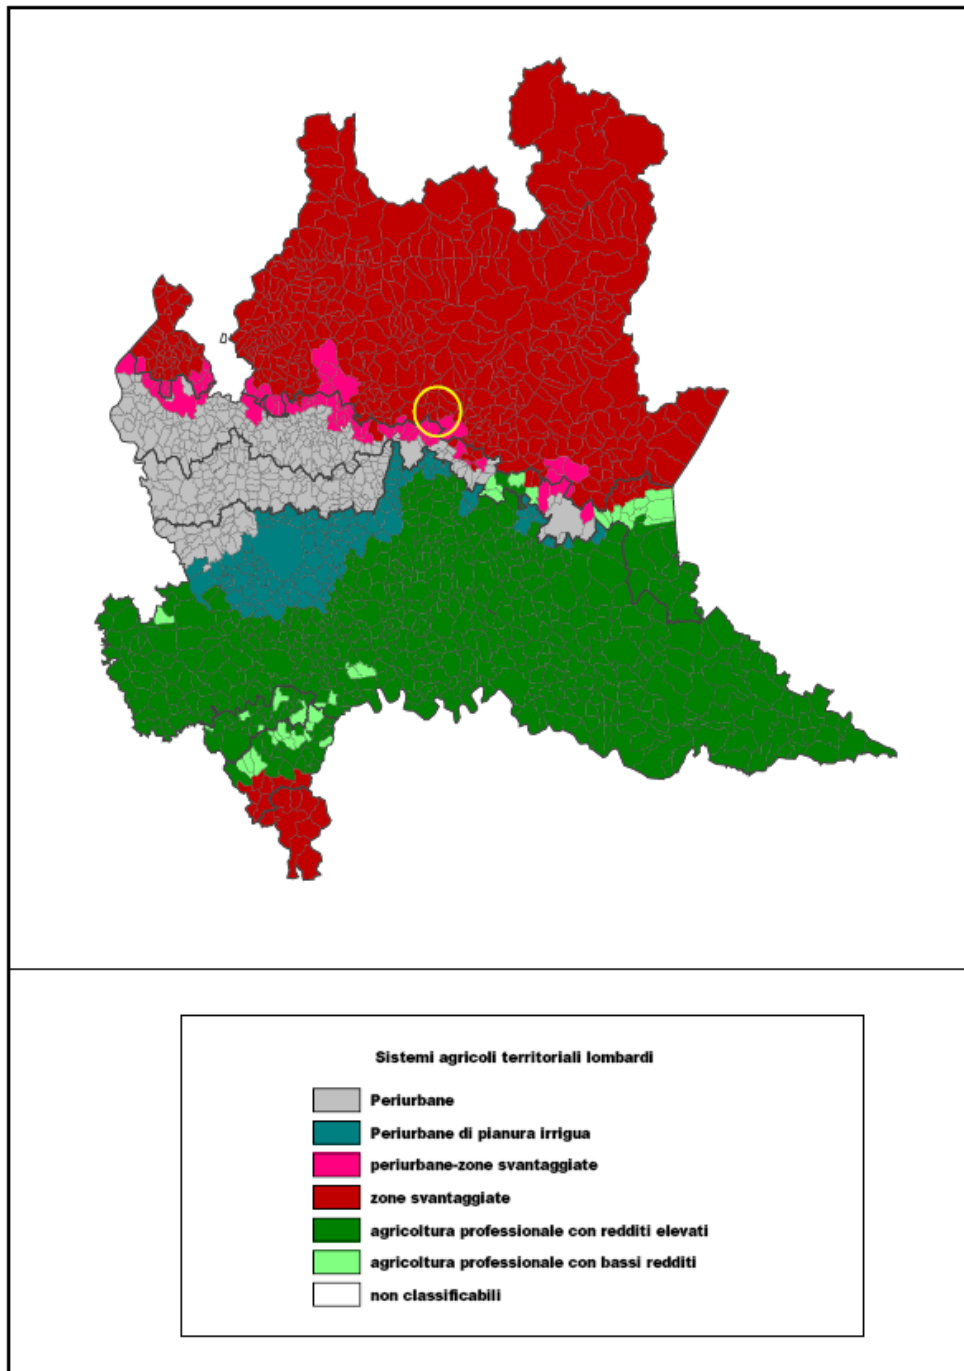 Sistemi agricoli territoriali lombardi
Periurbane
Periurbane di pianura irrigua
periurbane-zone svantaggiate
zone svantaggiate
agricoltura professionale con redditi elevati
agricoltura professionale con bassi redditi
non classificabili